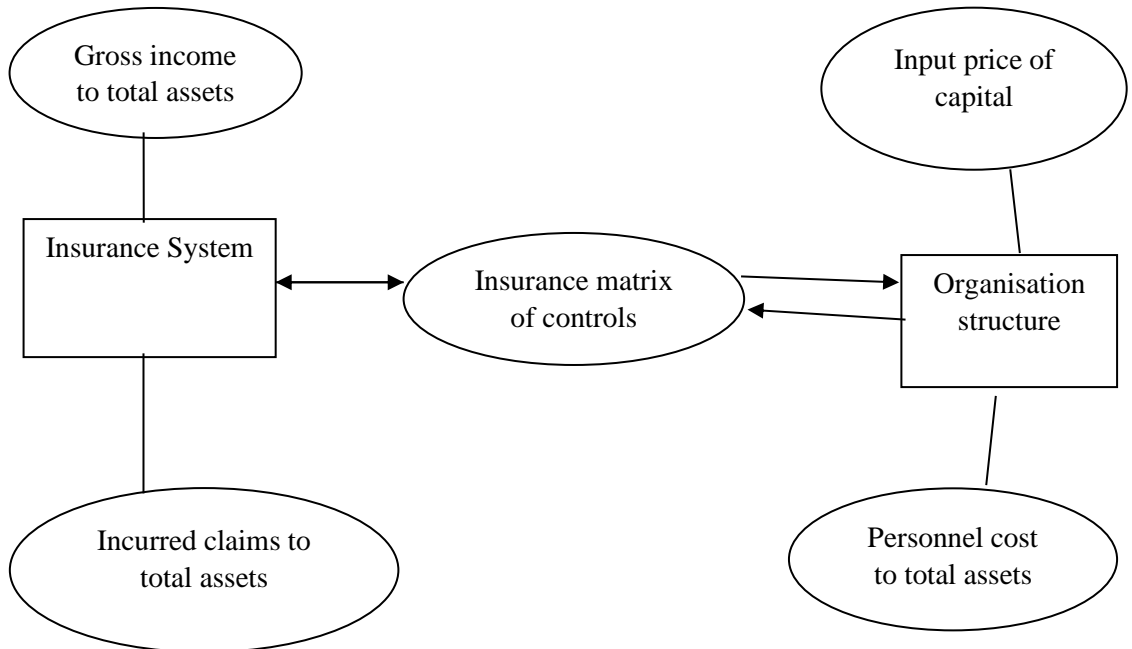 Gross income
to total assets
Input price of
capital
Insurance System
Insurance matrix
of controls
Organisation
structure
Incurred claims to
total assets
Personnel cost
to total assets